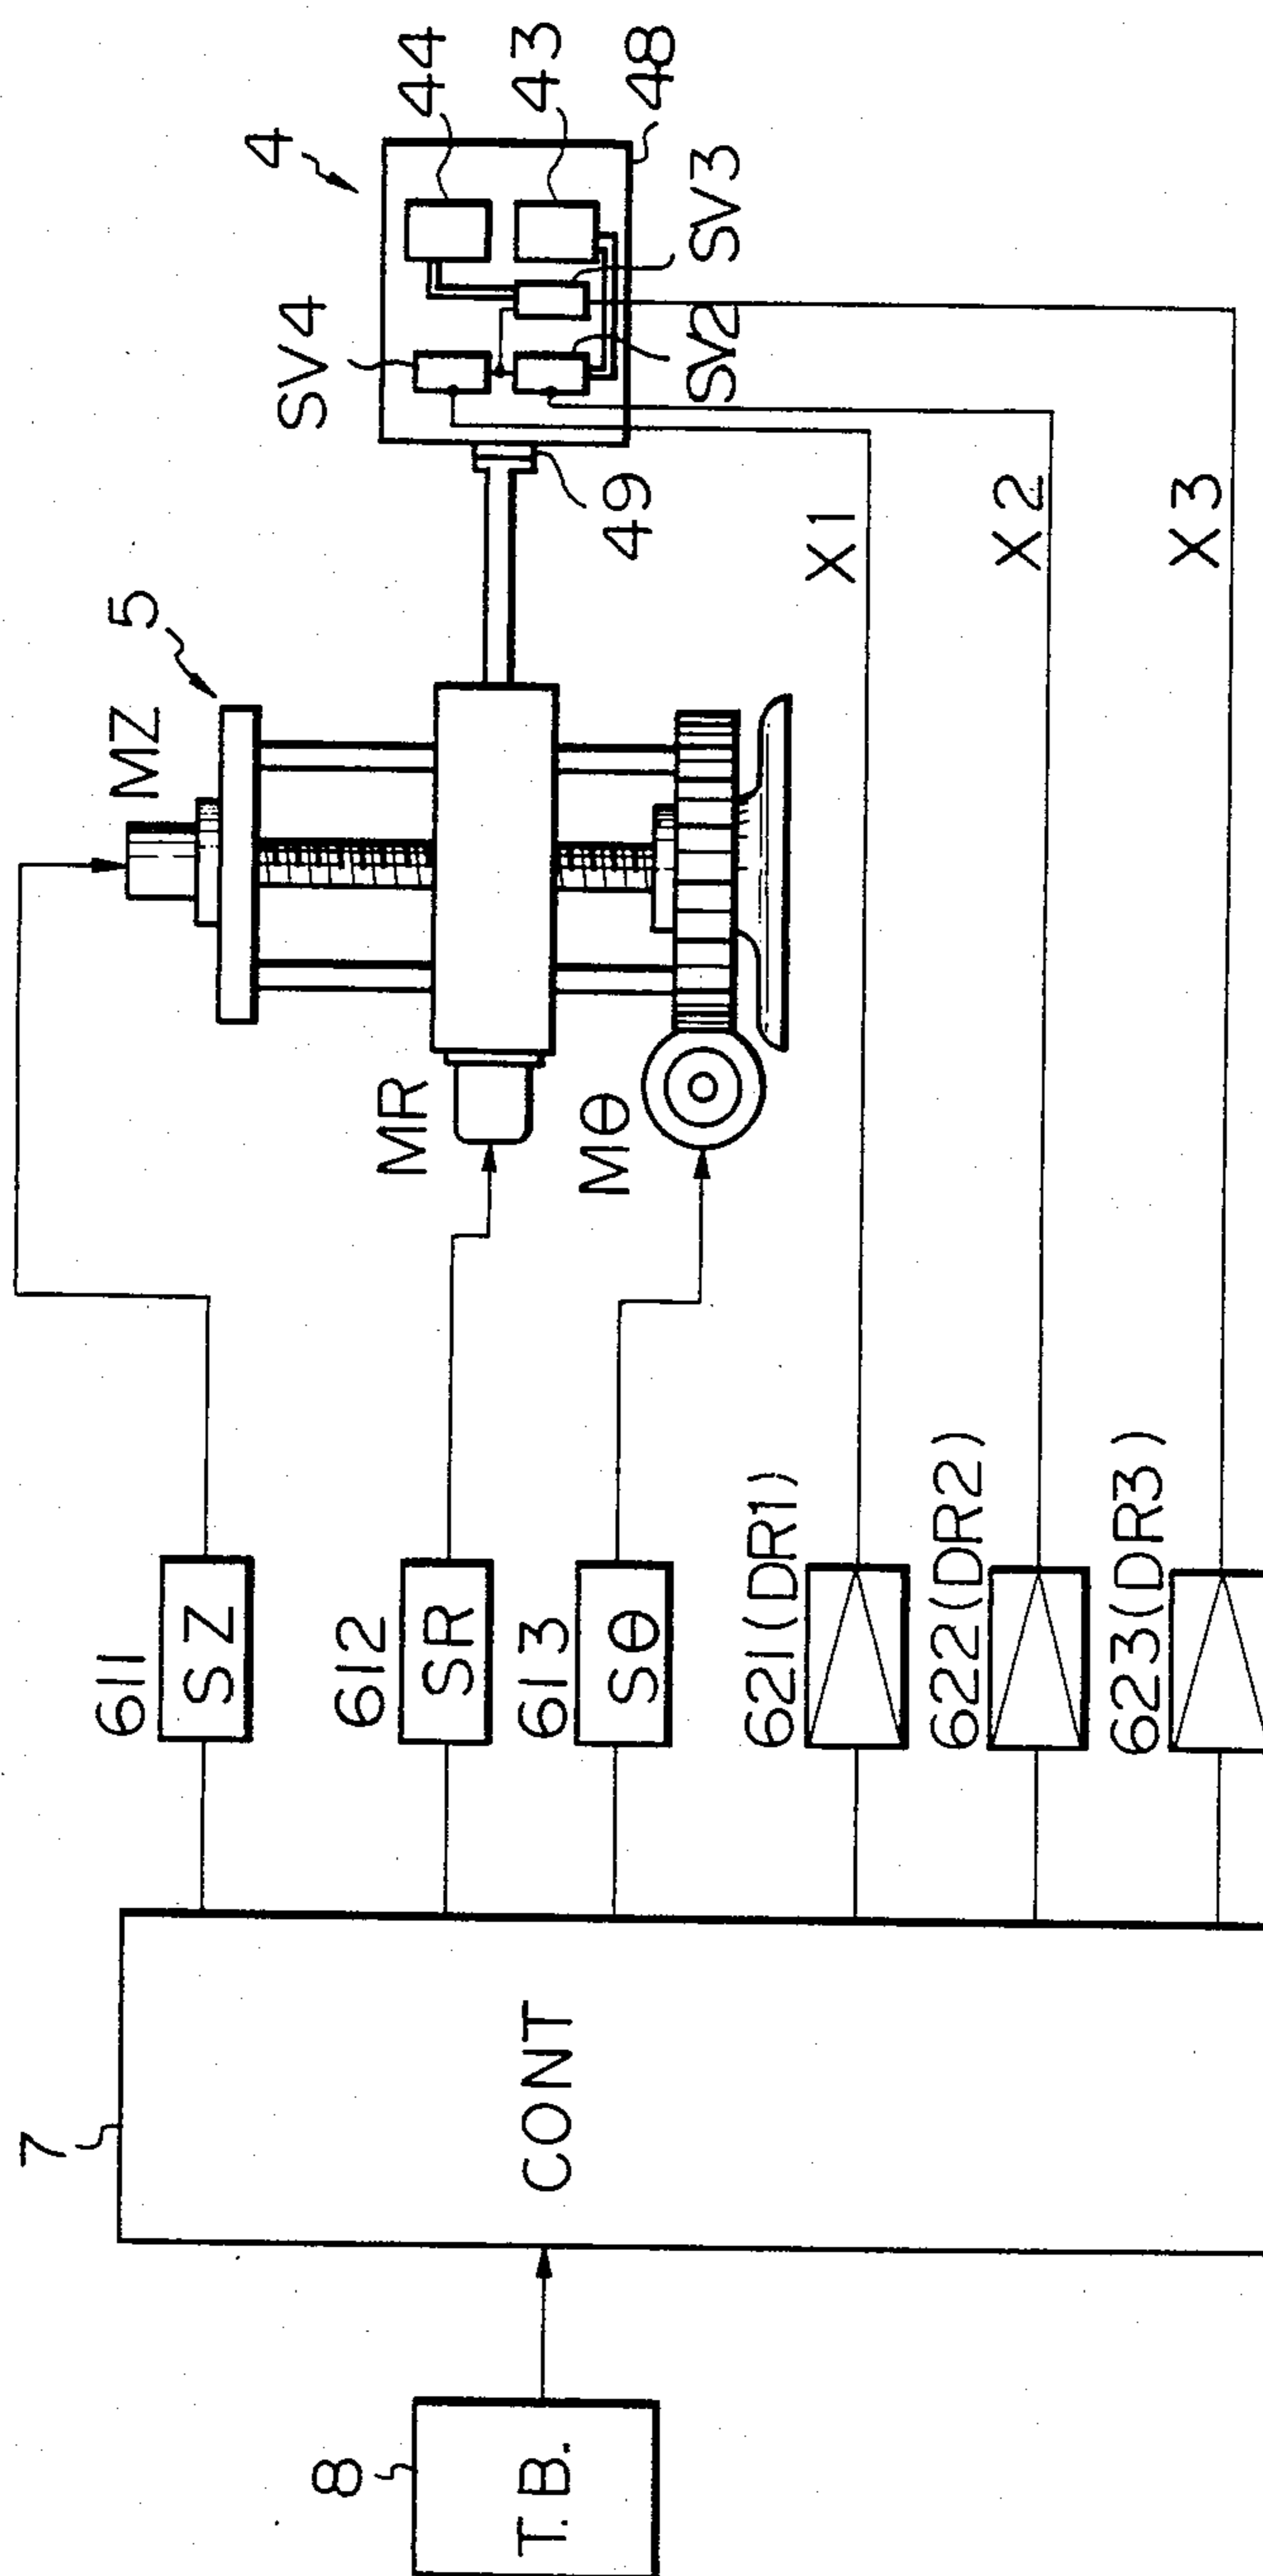 8
T.B.
7
CONT
611
SZ
612
SR
613
SΘ
621(DR1)
622(DR2)
623(DR3)
MZ
5
MR
MΘ
SV4
4
44
43
48
SV3
SV2
49
X1
X2
X3